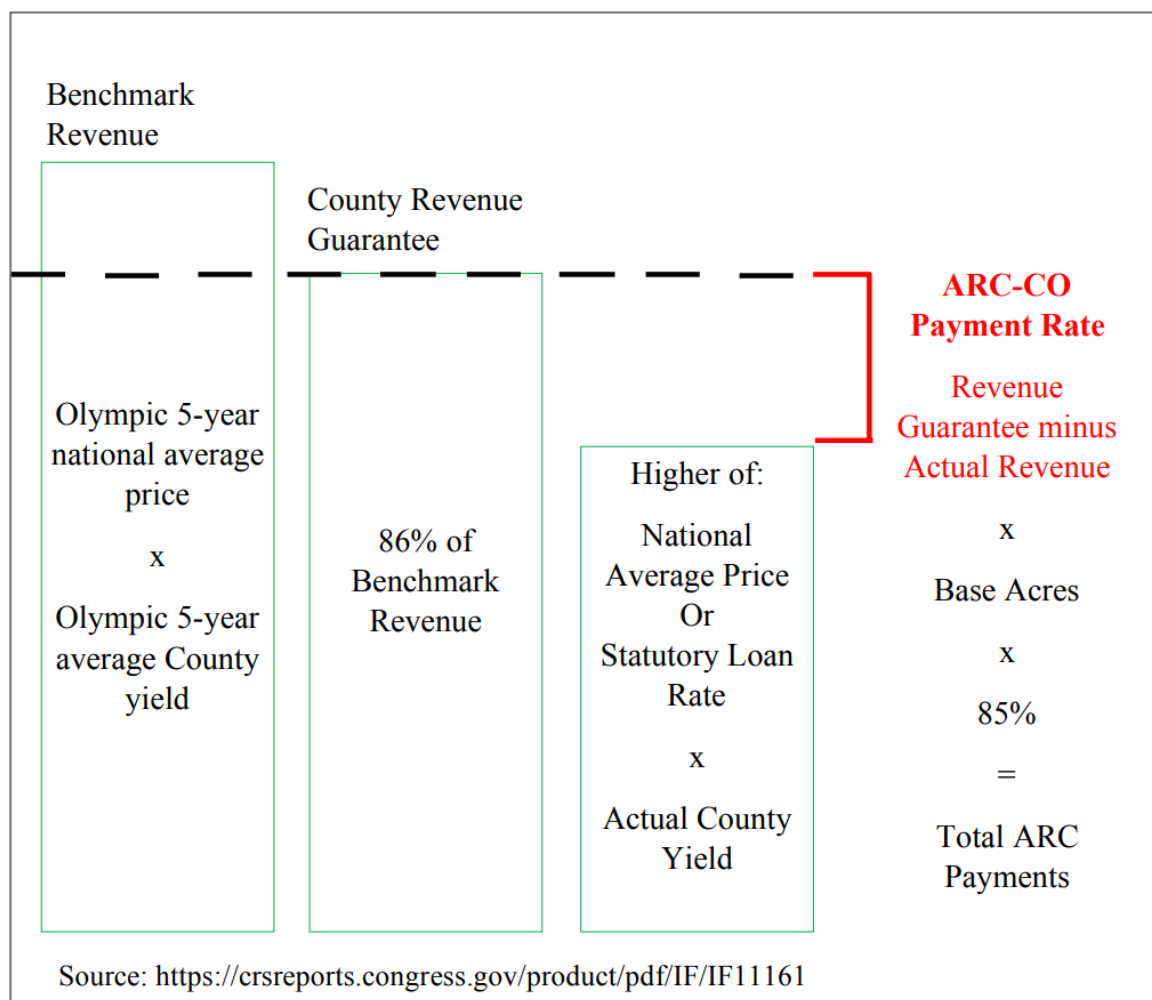 Benchmark
Revenue
Olympic 5-year
national average
price
x
Olympic 5-year
average County
yield
County Revenue
Guarantee
86% of
Benchmark
Revenue
Higher of:
National
Average Price
Or
Statutory Loan
Rate
x
Actual County
Yield
ARC-CO
Payment Rate
Revenue
Guarantee minus
Actual Revenue
x
Base Acres
x
85%
=
Total ARC
Payments
Source: https://crsreports.congress.gov/product/pdf/IF/IF11161